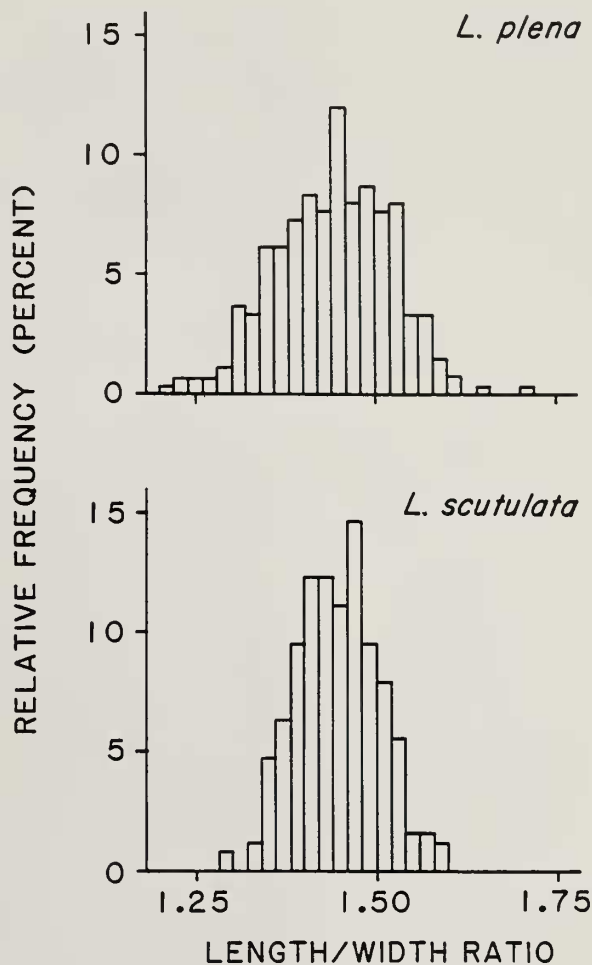 L. plena
15
10
5
0
RELATIVE FREQUENCY (PERCENT)
L. scutulata
15
10
5
0
1.25 1.50 1.75
LENGTH/WIDTH RATIO